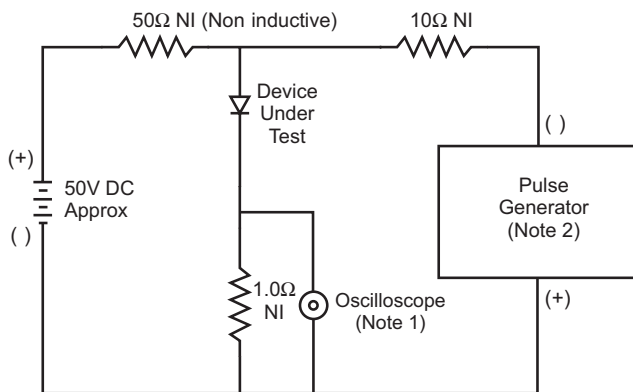 50Ω NI (Non inductive)
10Ω NI
Device
Under
Test
(+)
50V DC
Approx
( )
( )
Pulse
Generator
(Note 2)
(+)
1.0Ω
NI
Oscilloscope
(Note 1)